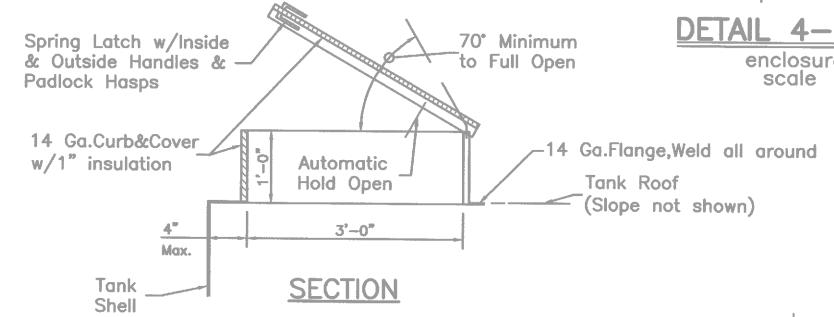 DETAIL 4-
enclosure
scale
Spring Latch w/Inside
& Outside Handles &
Padlock Hasps
70° Minimum
to Full Open
14 Ga.Curb&Cover
w/1" insulation
1'-0"
Automatic
Hold Open
14 Ga.Flange,Weld all around
Tank Roof
(Slope not shown)
4"
Max.
3'-0"
Tank
Shell
SECTION